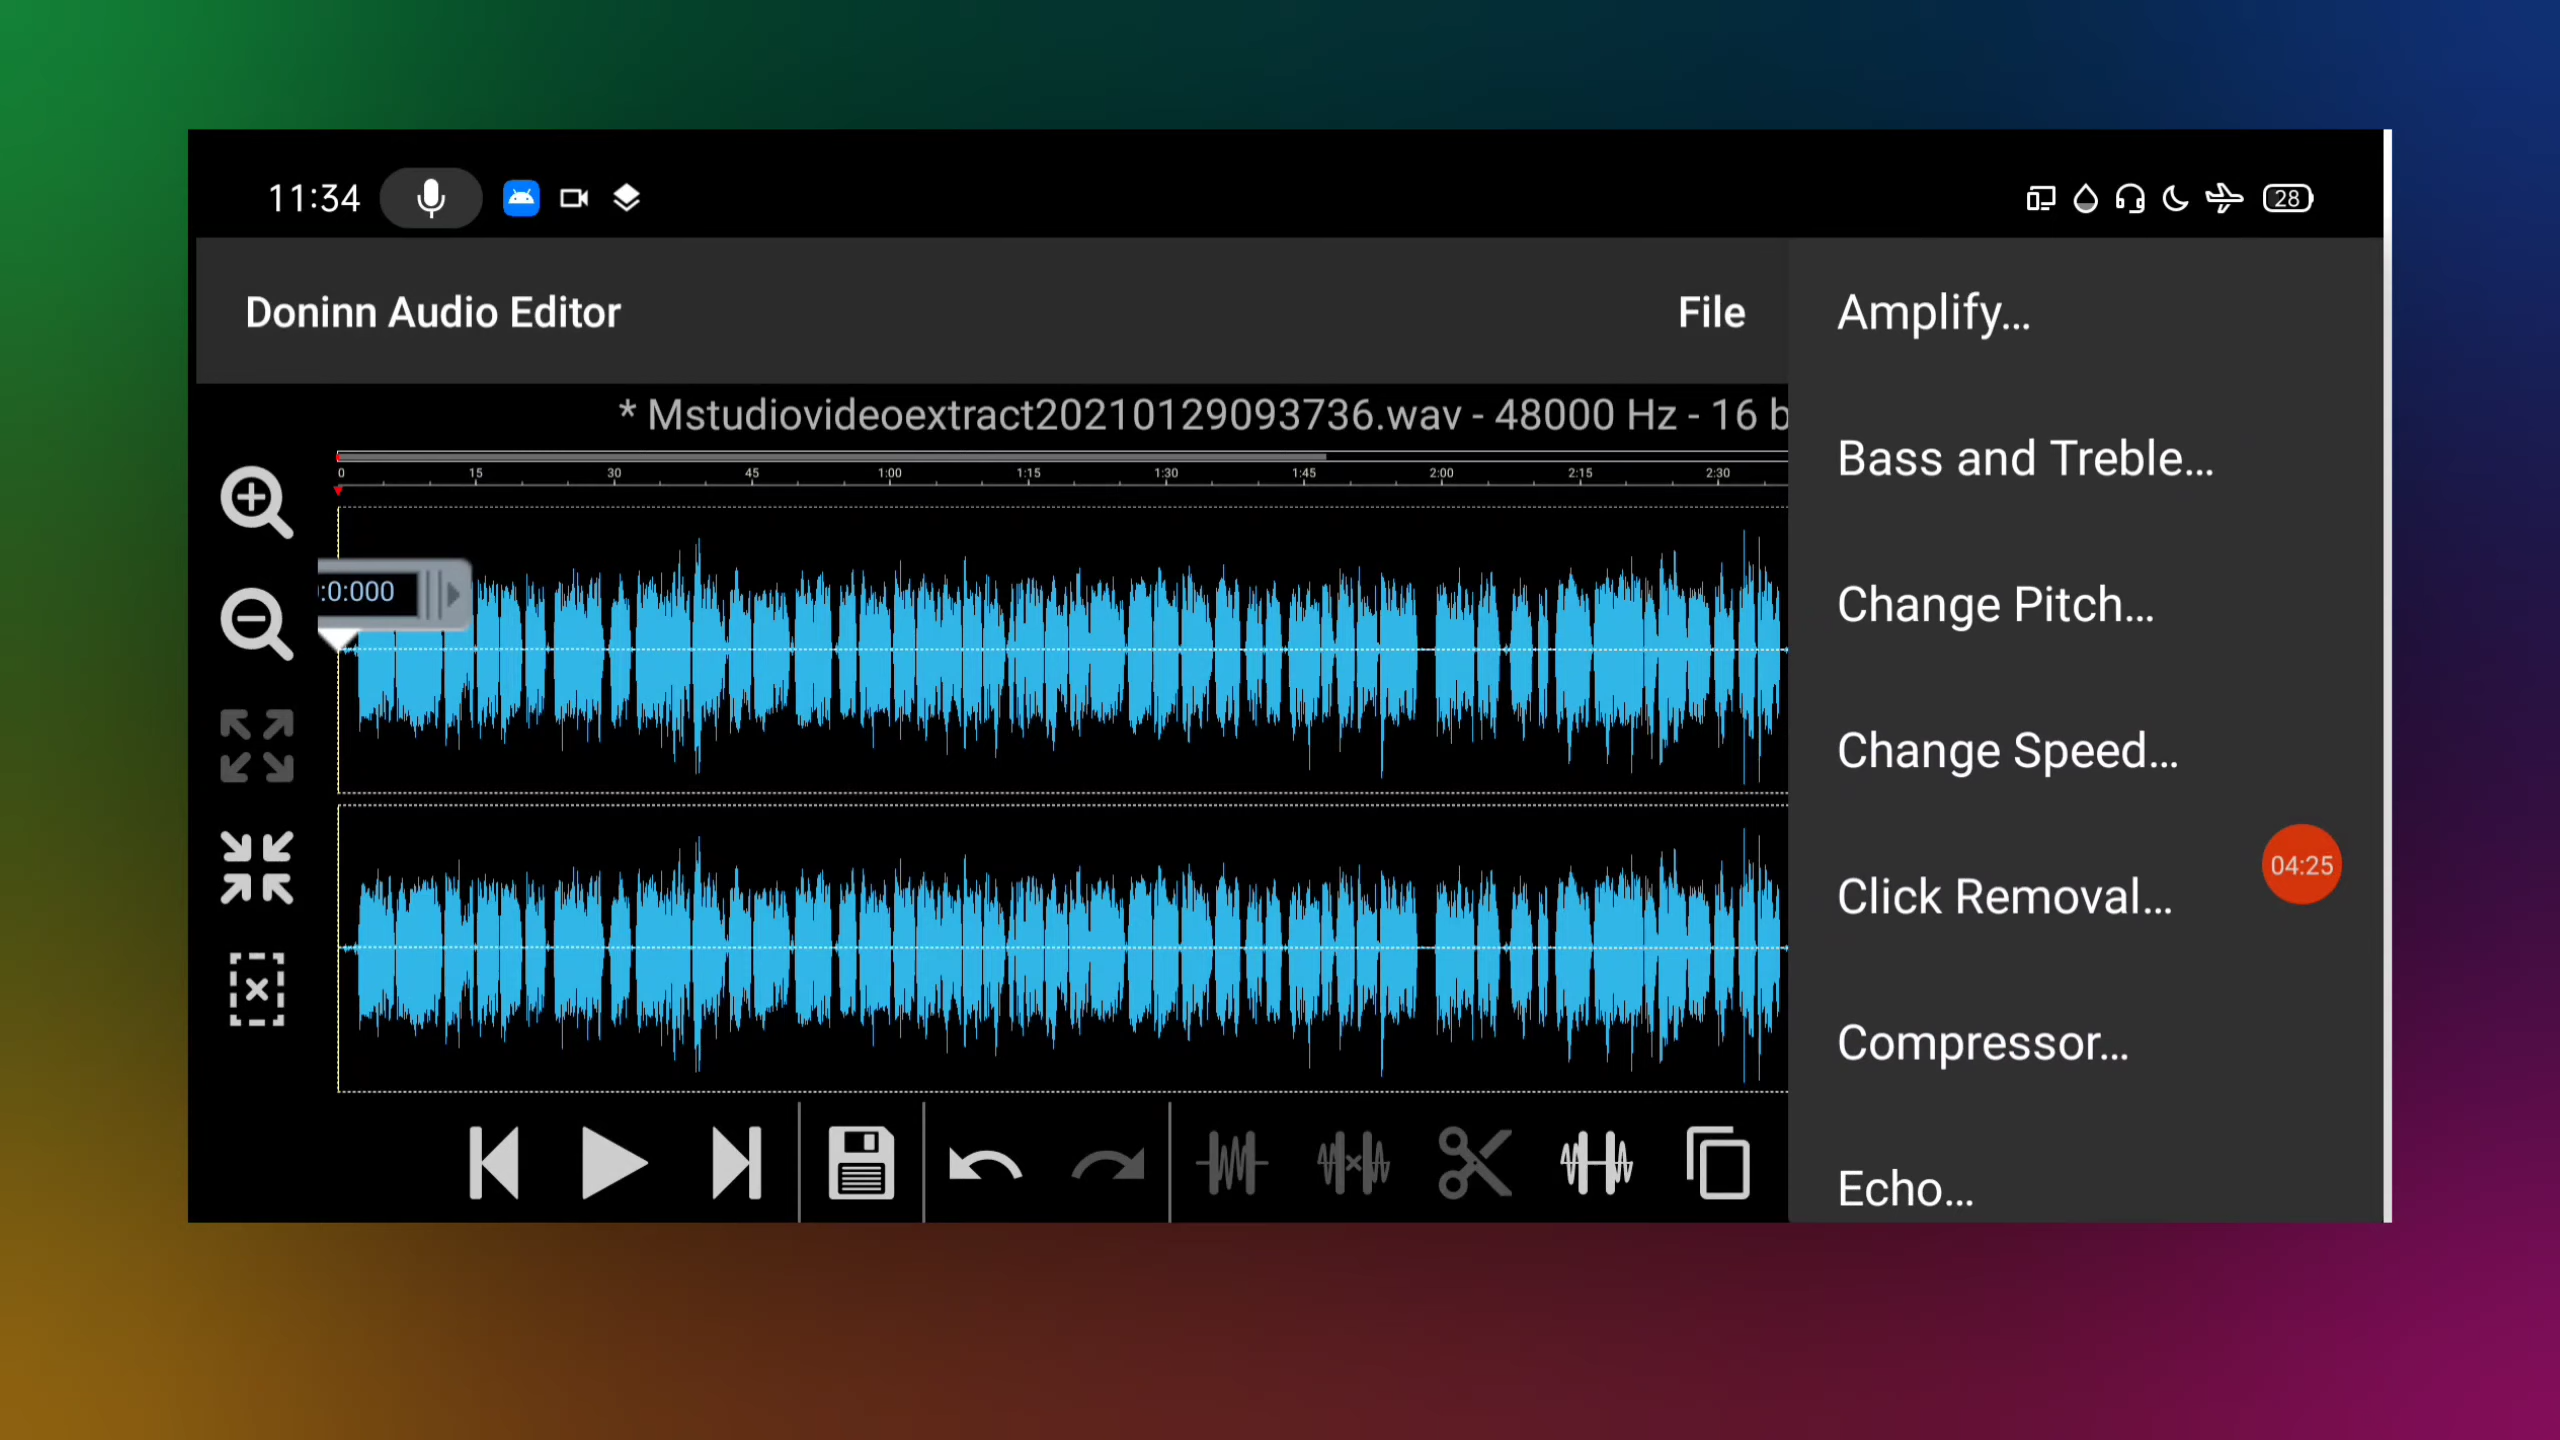 11:34
28
Doninn Audio Editor
File
* Mstudiovideoextract20210129093736.wav - 48000 Hz - 16 b
0 15 30 45 1:00 1:15 1:30 1:45 2:00 2:15 2:30
:0:000
Amplify...
Bass and Treble...
Change Pitch...
Change Speed...
Click Removal...
04:25
Compressor...
Echo...